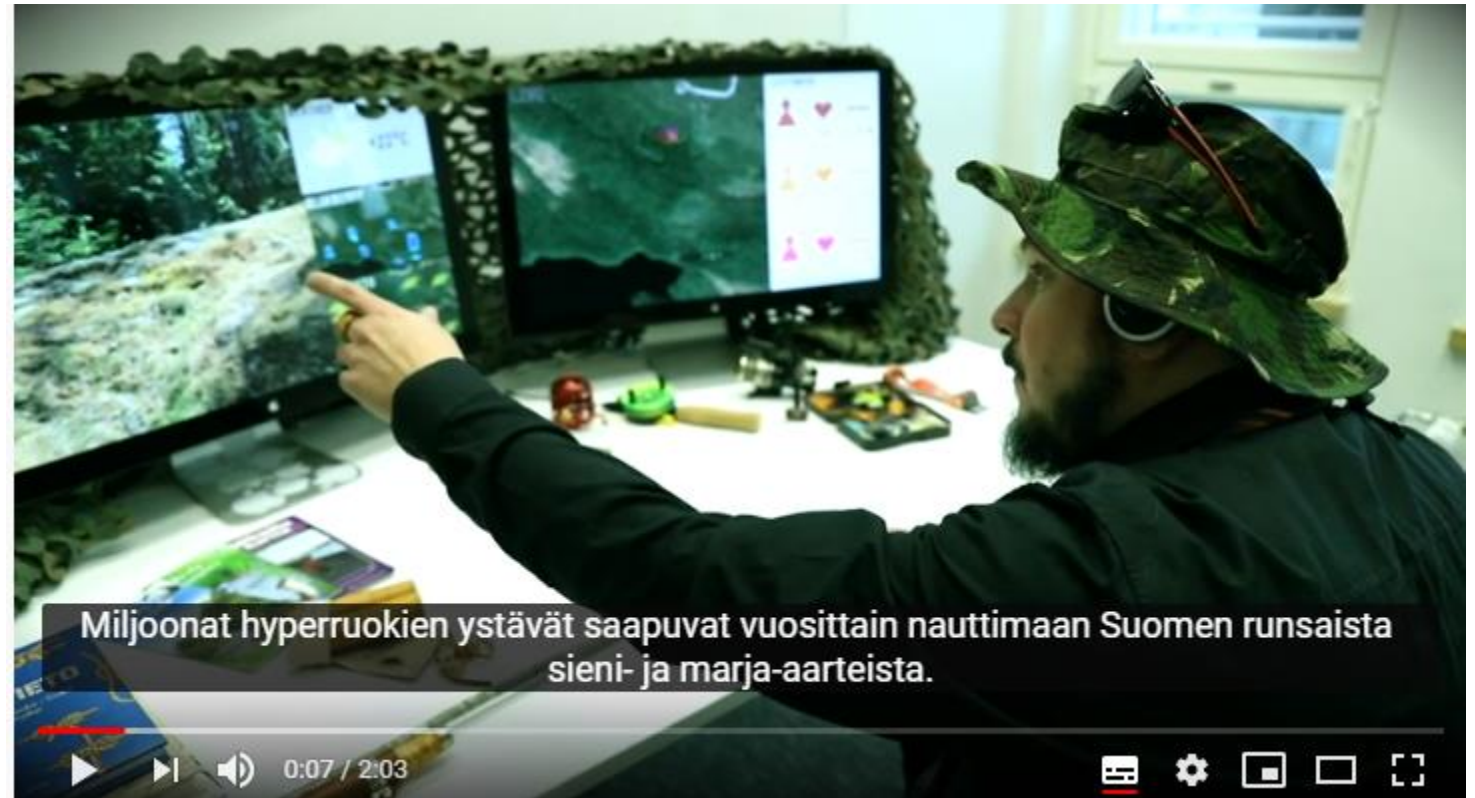 Miljoonat hyperruokien ystävät saapuvat vuosittain nauttimaan Suomen runsaista
sieni- ja marja-aarteista.
0:07 / 2:03